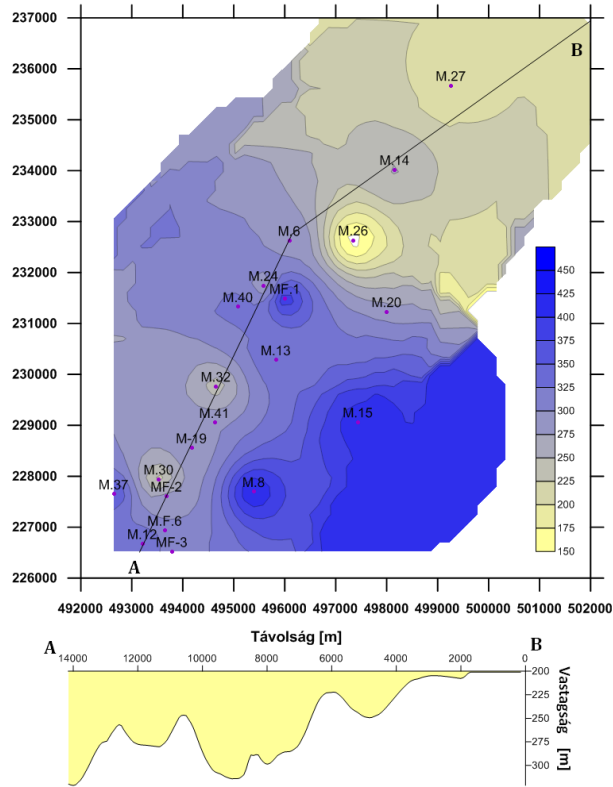 237000
B
236000
M.27
235000
M.14
234000
233000
M.6
M.26
232000
M.24
MF.1
M.40
M.20
231000
M.13
230000
M.32
M.41
M.15
229000
M-19
228000
M.30
M.37
MF-2
M.8
227000
M.F.6
M.12
MF-3
226000
A
450
425
400
375
350
325
300
275
250
225
200
175
150
492000 493000 494000 495000 496000 497000 498000 499000 500000 501000 502000
Távolság [m]
A
B
14000 12000 10000 8000 6000 4000 2000 0
200
225
250
275
300
Vastagság [m]